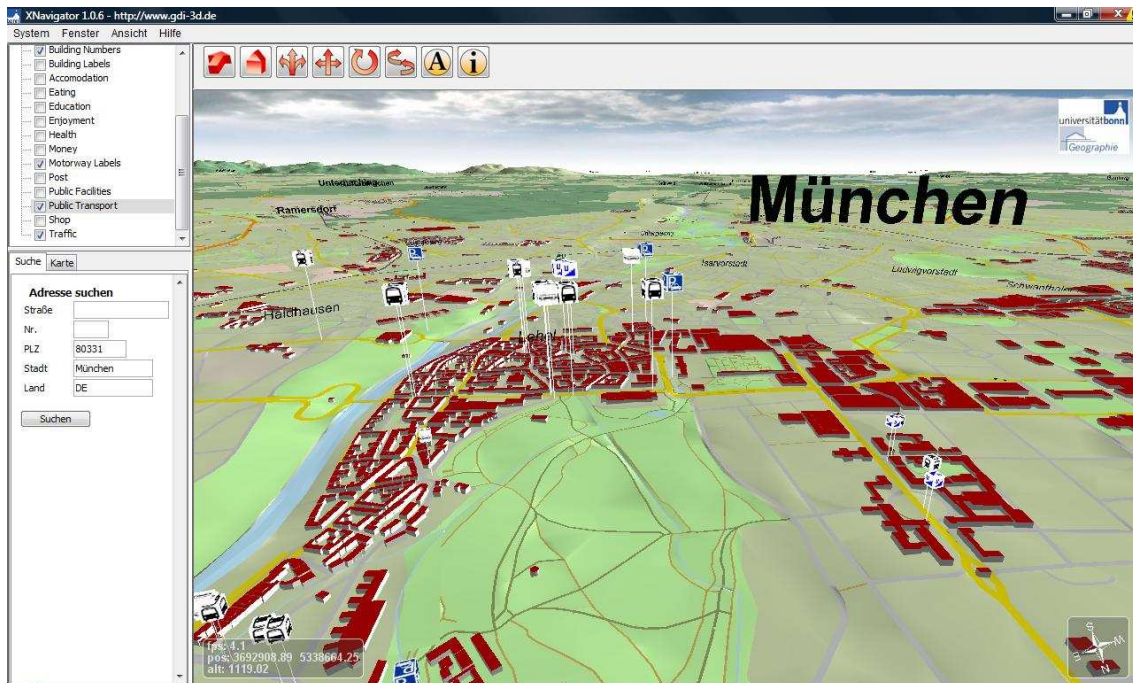 XNavigator 1.0.6 - http://www.gdi-3d.de
System Fenster Ansicht Hilfe
Building Numbers
Building Labels
Accomodation
Eating
Education
Enjoyment
Health
Money
Motorway Labels
Post
Public Facilities
Public Transport
Shop
Traffic
Suche Karte
Adresse suchen
Straße
Nr.
PLZ 80331
Stadt München
Land DE
Suchen
A i
universitätbonn
Geographie
München
Ramersdorf
Isarvorstadt
Ludwigvorstadt
Schwanthaler
Haidhausen
Lehel
fps: 4.1
pos: 3692908.89 5338664.25
alt: 1119.02
S
W
E
N